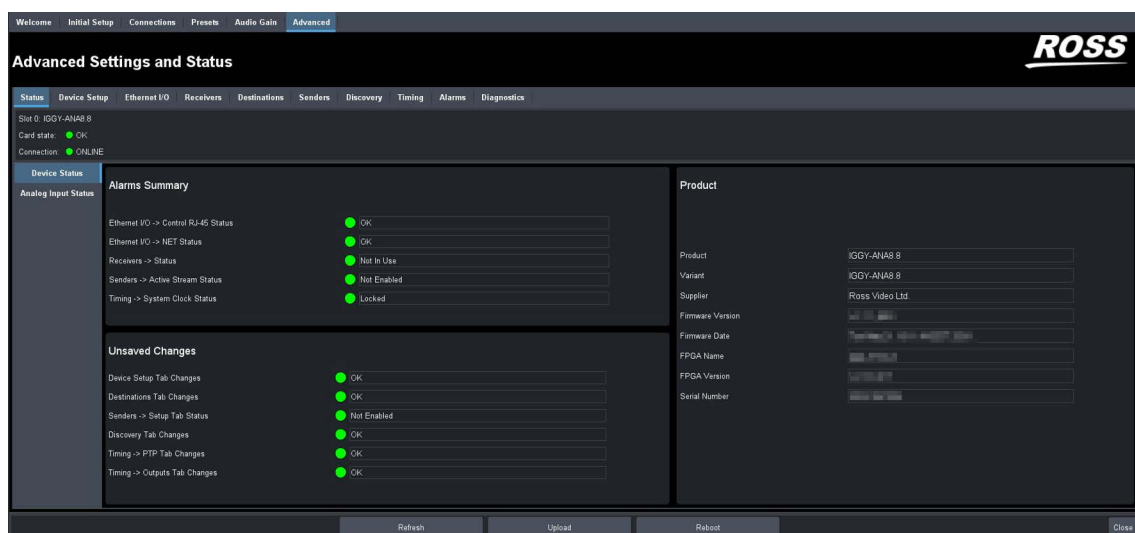 Welcome Initial Setup Connections Presets Audio Gain Advanced
Advanced Settings and Status
ROSS
Status Device Setup Ethernet I/O Receivers Destinations Senders Discovery Timing Alarms Diagnostics
Slot 0: IGGY-ANA8.8
Card state: OK
Connection: ONLINE
Device Status
Analog Input Status
Alarms Summary
Ethernet I/O -> Control RJ-45 Status OK
Ethernet I/O -> NET Status OK
Receivers -> Status Not In Use
Senders -> Active Stream Status Not Enabled
Timing -> System Clock Status Locked
Unsaved Changes
Device Setup Tab Changes OK
Destinations Tab Changes OK
Senders -> Setup Tab Status Not Enabled
Discovery Tab Changes OK
Timing -> PTP Tab Changes OK
Timing -> Outputs Tab Changes OK
Product
Product IGGY-ANA8.8
Variant IGGY-ANA8.8
Supplier Ross Video Ltd.
Firmware Version
Firmware Date
FPGA Name
FPGA Version
Serial Number
Refresh Upload Reboot Close